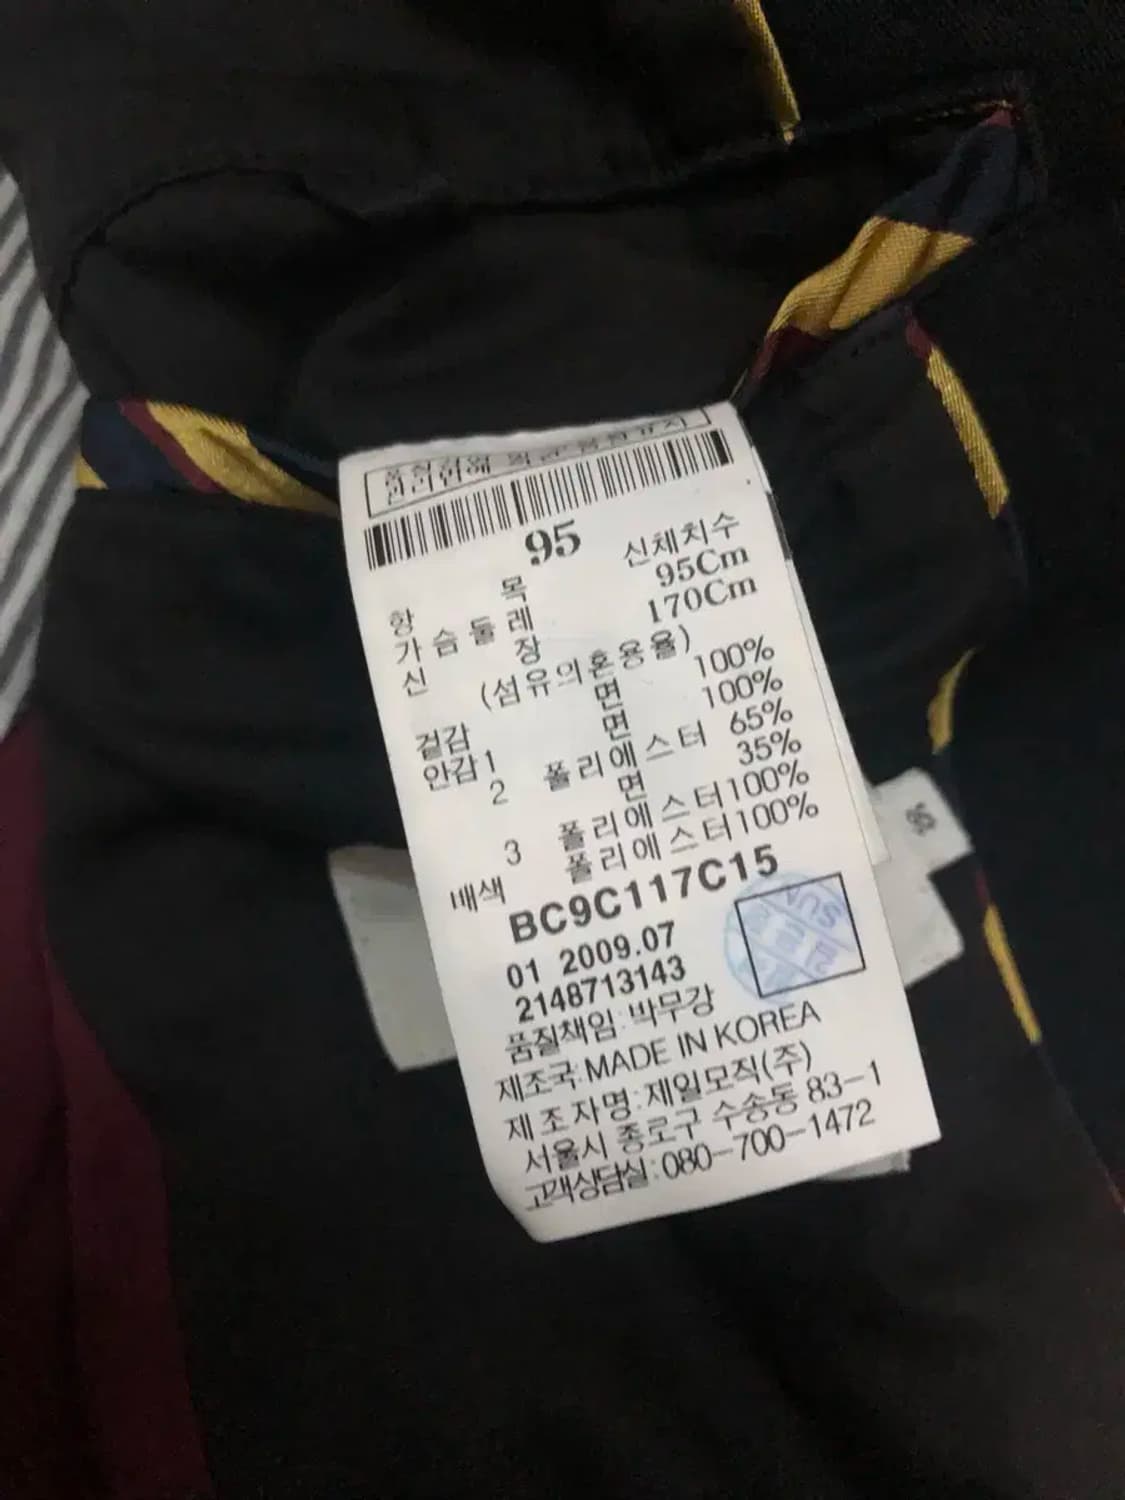 95
신체치수
항 목
가슴둘레 95Cm
신 장 170Cm
(섬유의혼용율)
겉감 면 100%
안감1 면 100%
2 폴리에스터 65%
면 35%
3 폴리에스터100%
배색 폴리에스터100%
BC9C117C15
01 2009.07
2148713143
품질책임:박무강
제조국:MADE IN KOREA
제조자명:제일모직(주)
서울시 종로구 수송동 83-1
고객상담실:080-700-1472
95